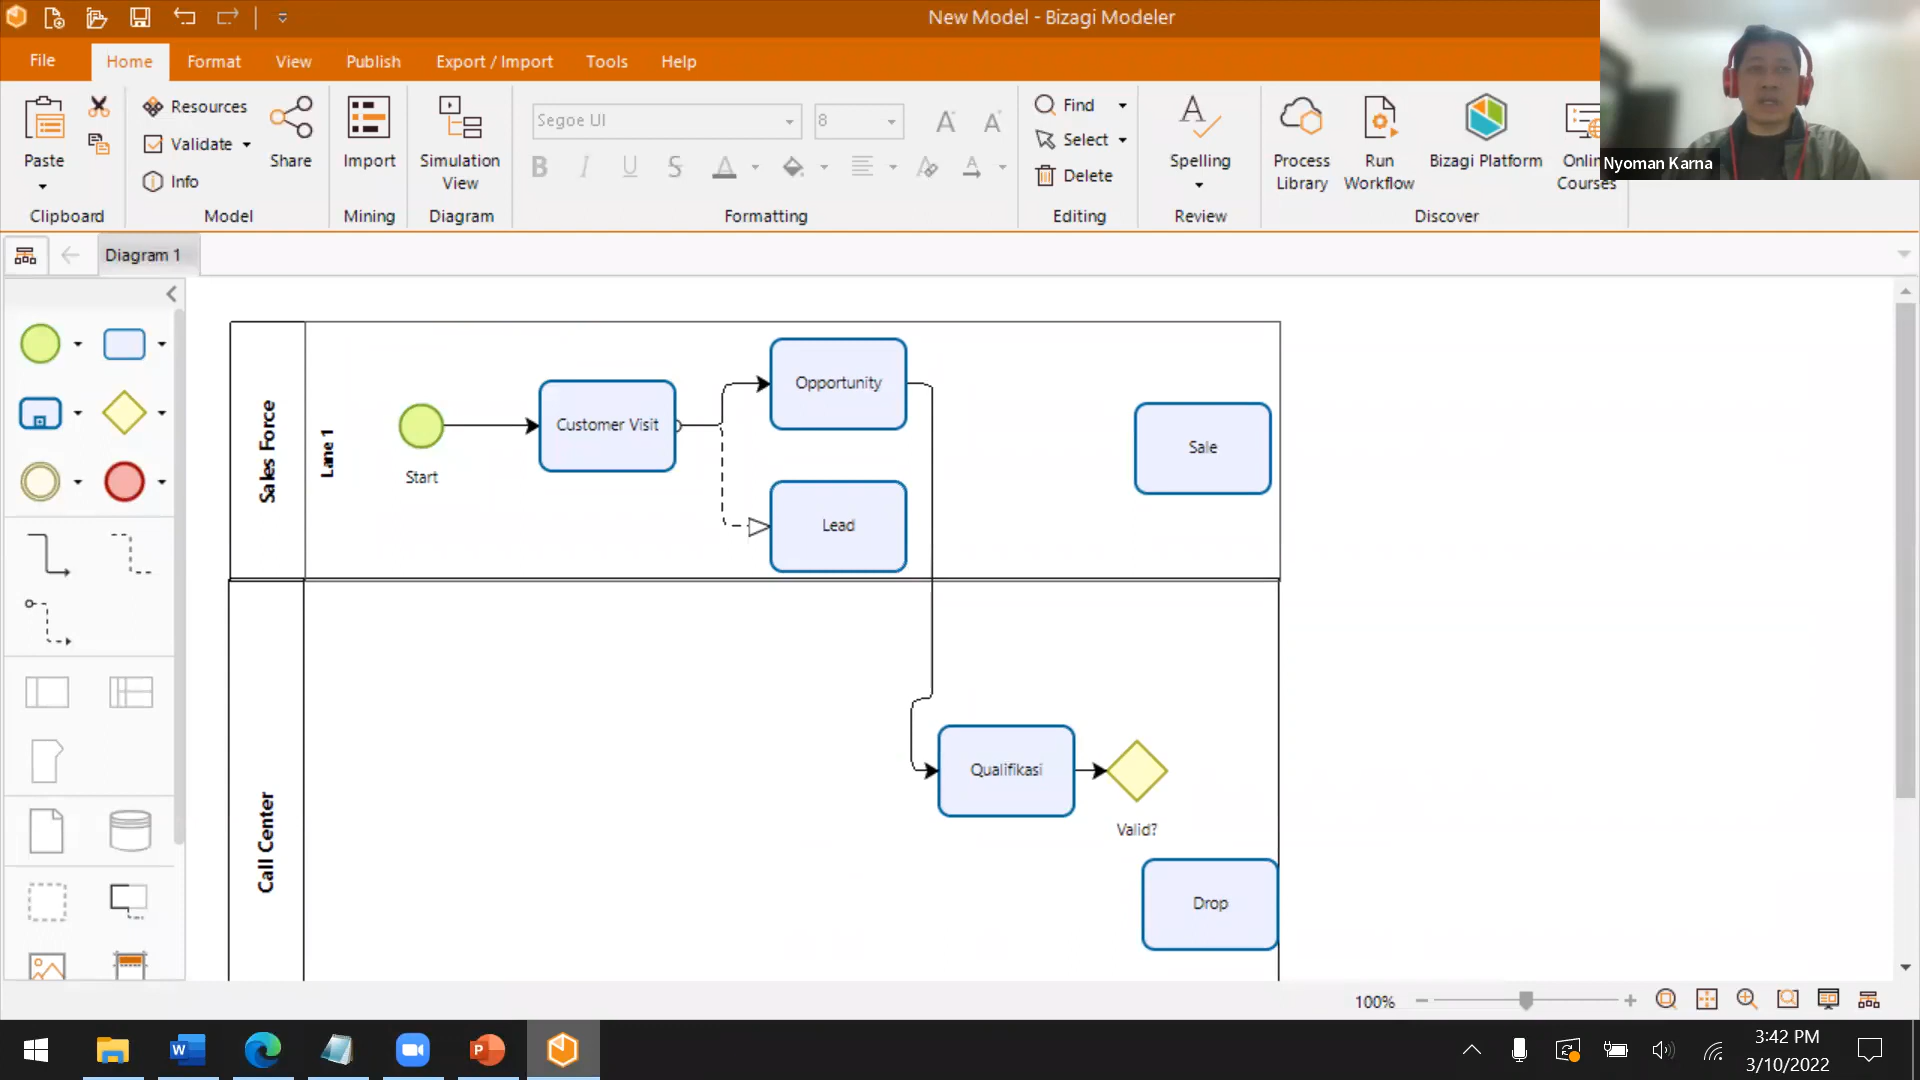 New Model - Bizagi Modeler
File
Home
Format
View
Publish
Export / Import
Tools
Help
Paste
Clipboard
Resources
Validate
Info
Share
Model
Import
Mining
Simulation
View
Diagram
Segoe UI
8
B I U S
A
A
Formatting
Find
Select
Delete
Editing
Spelling
Review
Process
Library
Run
Workflow
Bizagi Platform
Courses
Discover
Nyoman Karna
Diagram 1
Sales Force
Lane 1
Start
Customer Visit
Opportunity
Lead
Sale
Call Center
Qualifikasi
Valid?
Drop
100%
3:42 PM
3/10/2022